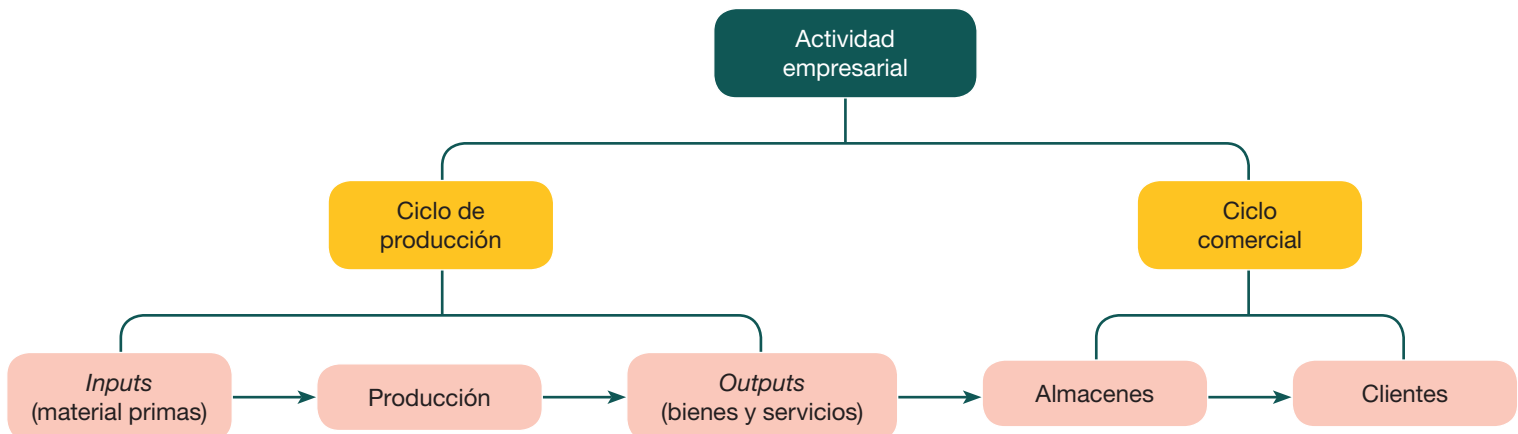 Actividad
empresarial
Ciclo de
producción
Ciclo
comercial
Inputs
(material primas)
Producción
Outputs
(bienes y servicios)
Almacenes
Clientes